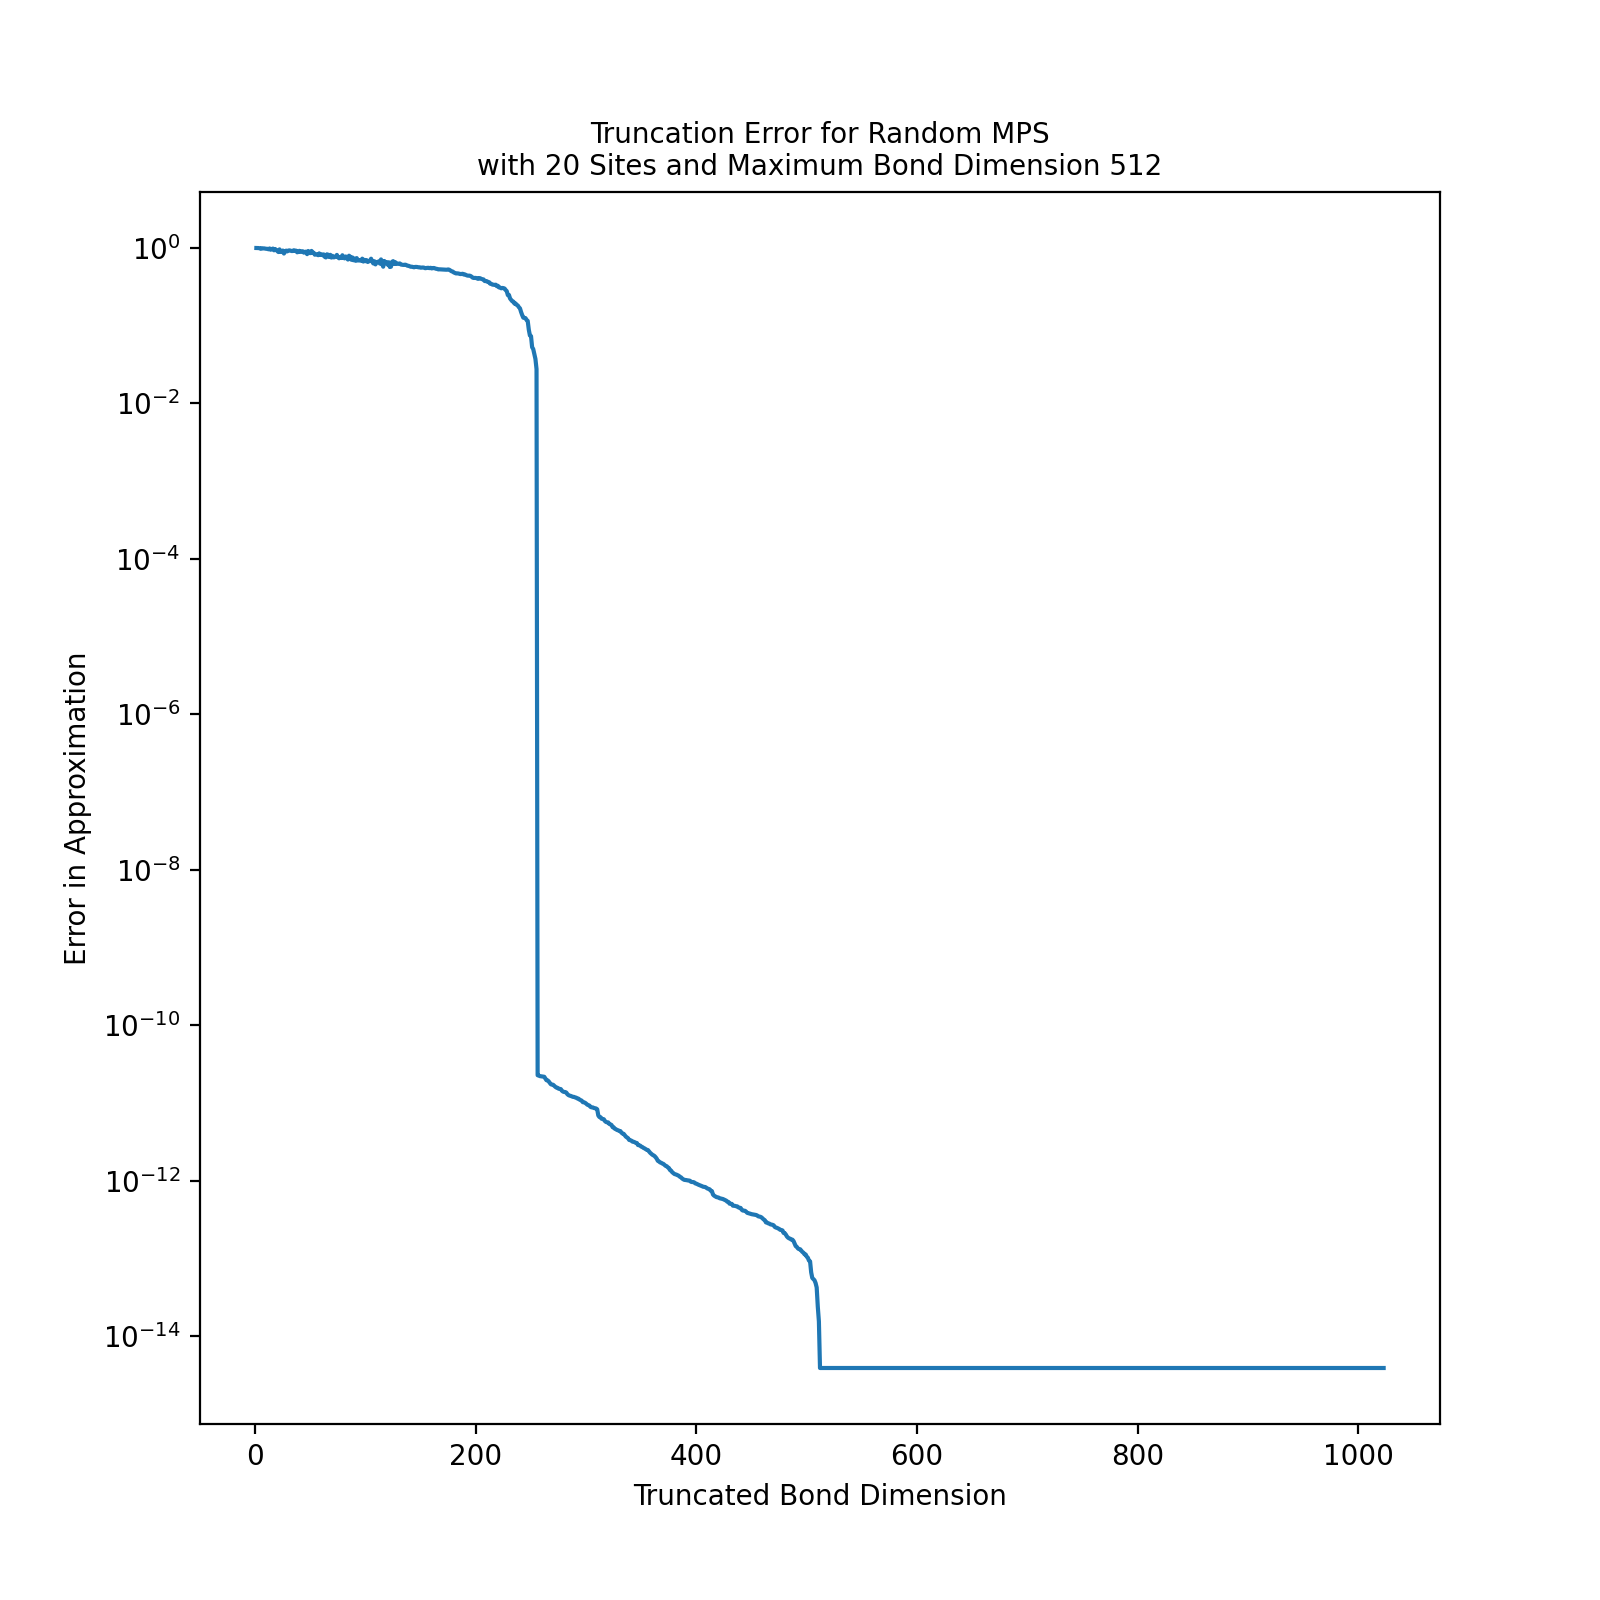 Truncation Error for Random MPS
with 20 Sites and Maximum Bond Dimension 512
10⁰
10⁻²
10⁻⁴
10⁻⁶
10⁻⁸
10⁻¹⁰
10⁻¹²
10⁻¹⁴
Error in Approximation
0 200 400 600 800 1000
Truncated Bond Dimension